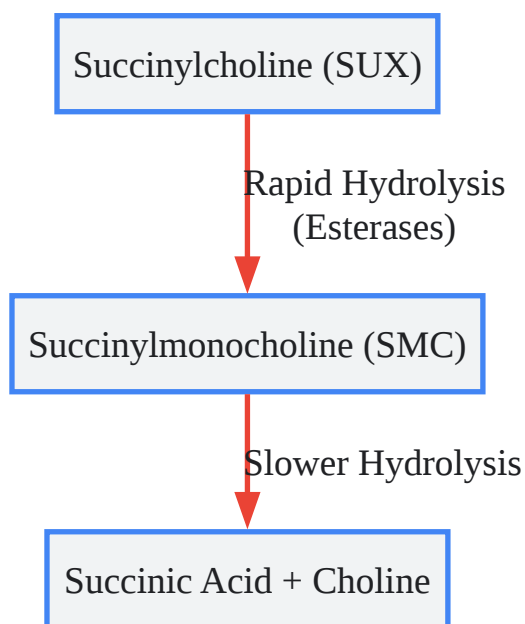 Succinylcholine (SUX)
Rapid Hydrolysis
(Esterases)
Succinylmonocholine (SMC)
Slower Hydrolysis
Succinic Acid + Choline